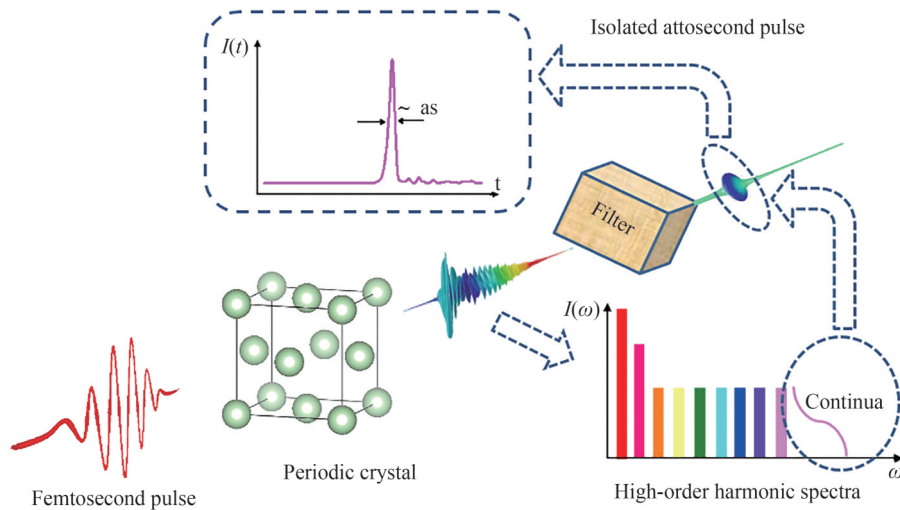 Isolated attosecond pulse
I(t)
~ as
t
Filter
I(ω)
Continua
ω
Periodic crystal
Femtosecond pulse
High-order harmonic spectra